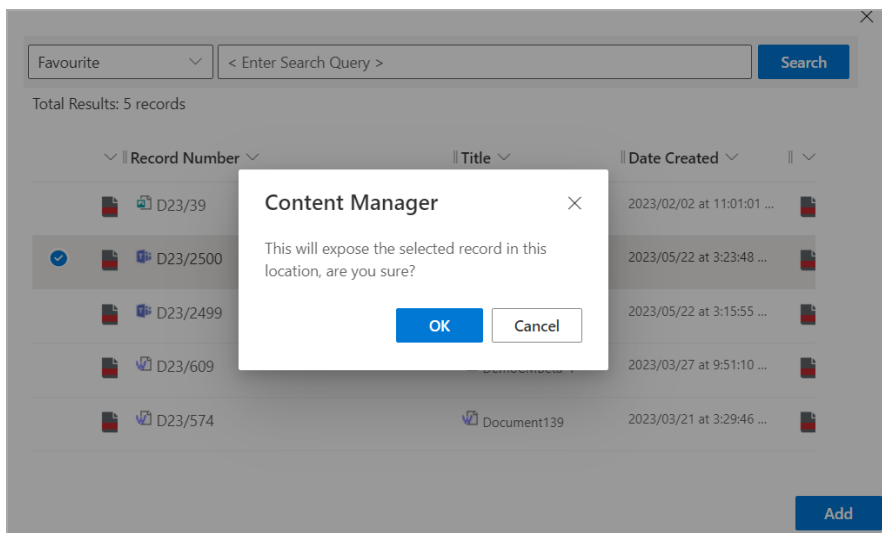 Favourite
< Enter Search Query >
Search
Total Results: 5 records
Record Number
Title
Date Created
D23/39
2023/02/02 at 11:01:01 ...
Content Manager
This will expose the selected record in this
location, are you sure?
OK
Cancel
D23/2500
2023/05/22 at 3:23:48 ...
D23/2499
2023/05/22 at 3:15:55 ...
D23/609
2023/03/27 at 9:51:10 ...
D23/574
Document139
2023/03/21 at 3:29:46 ...
Add